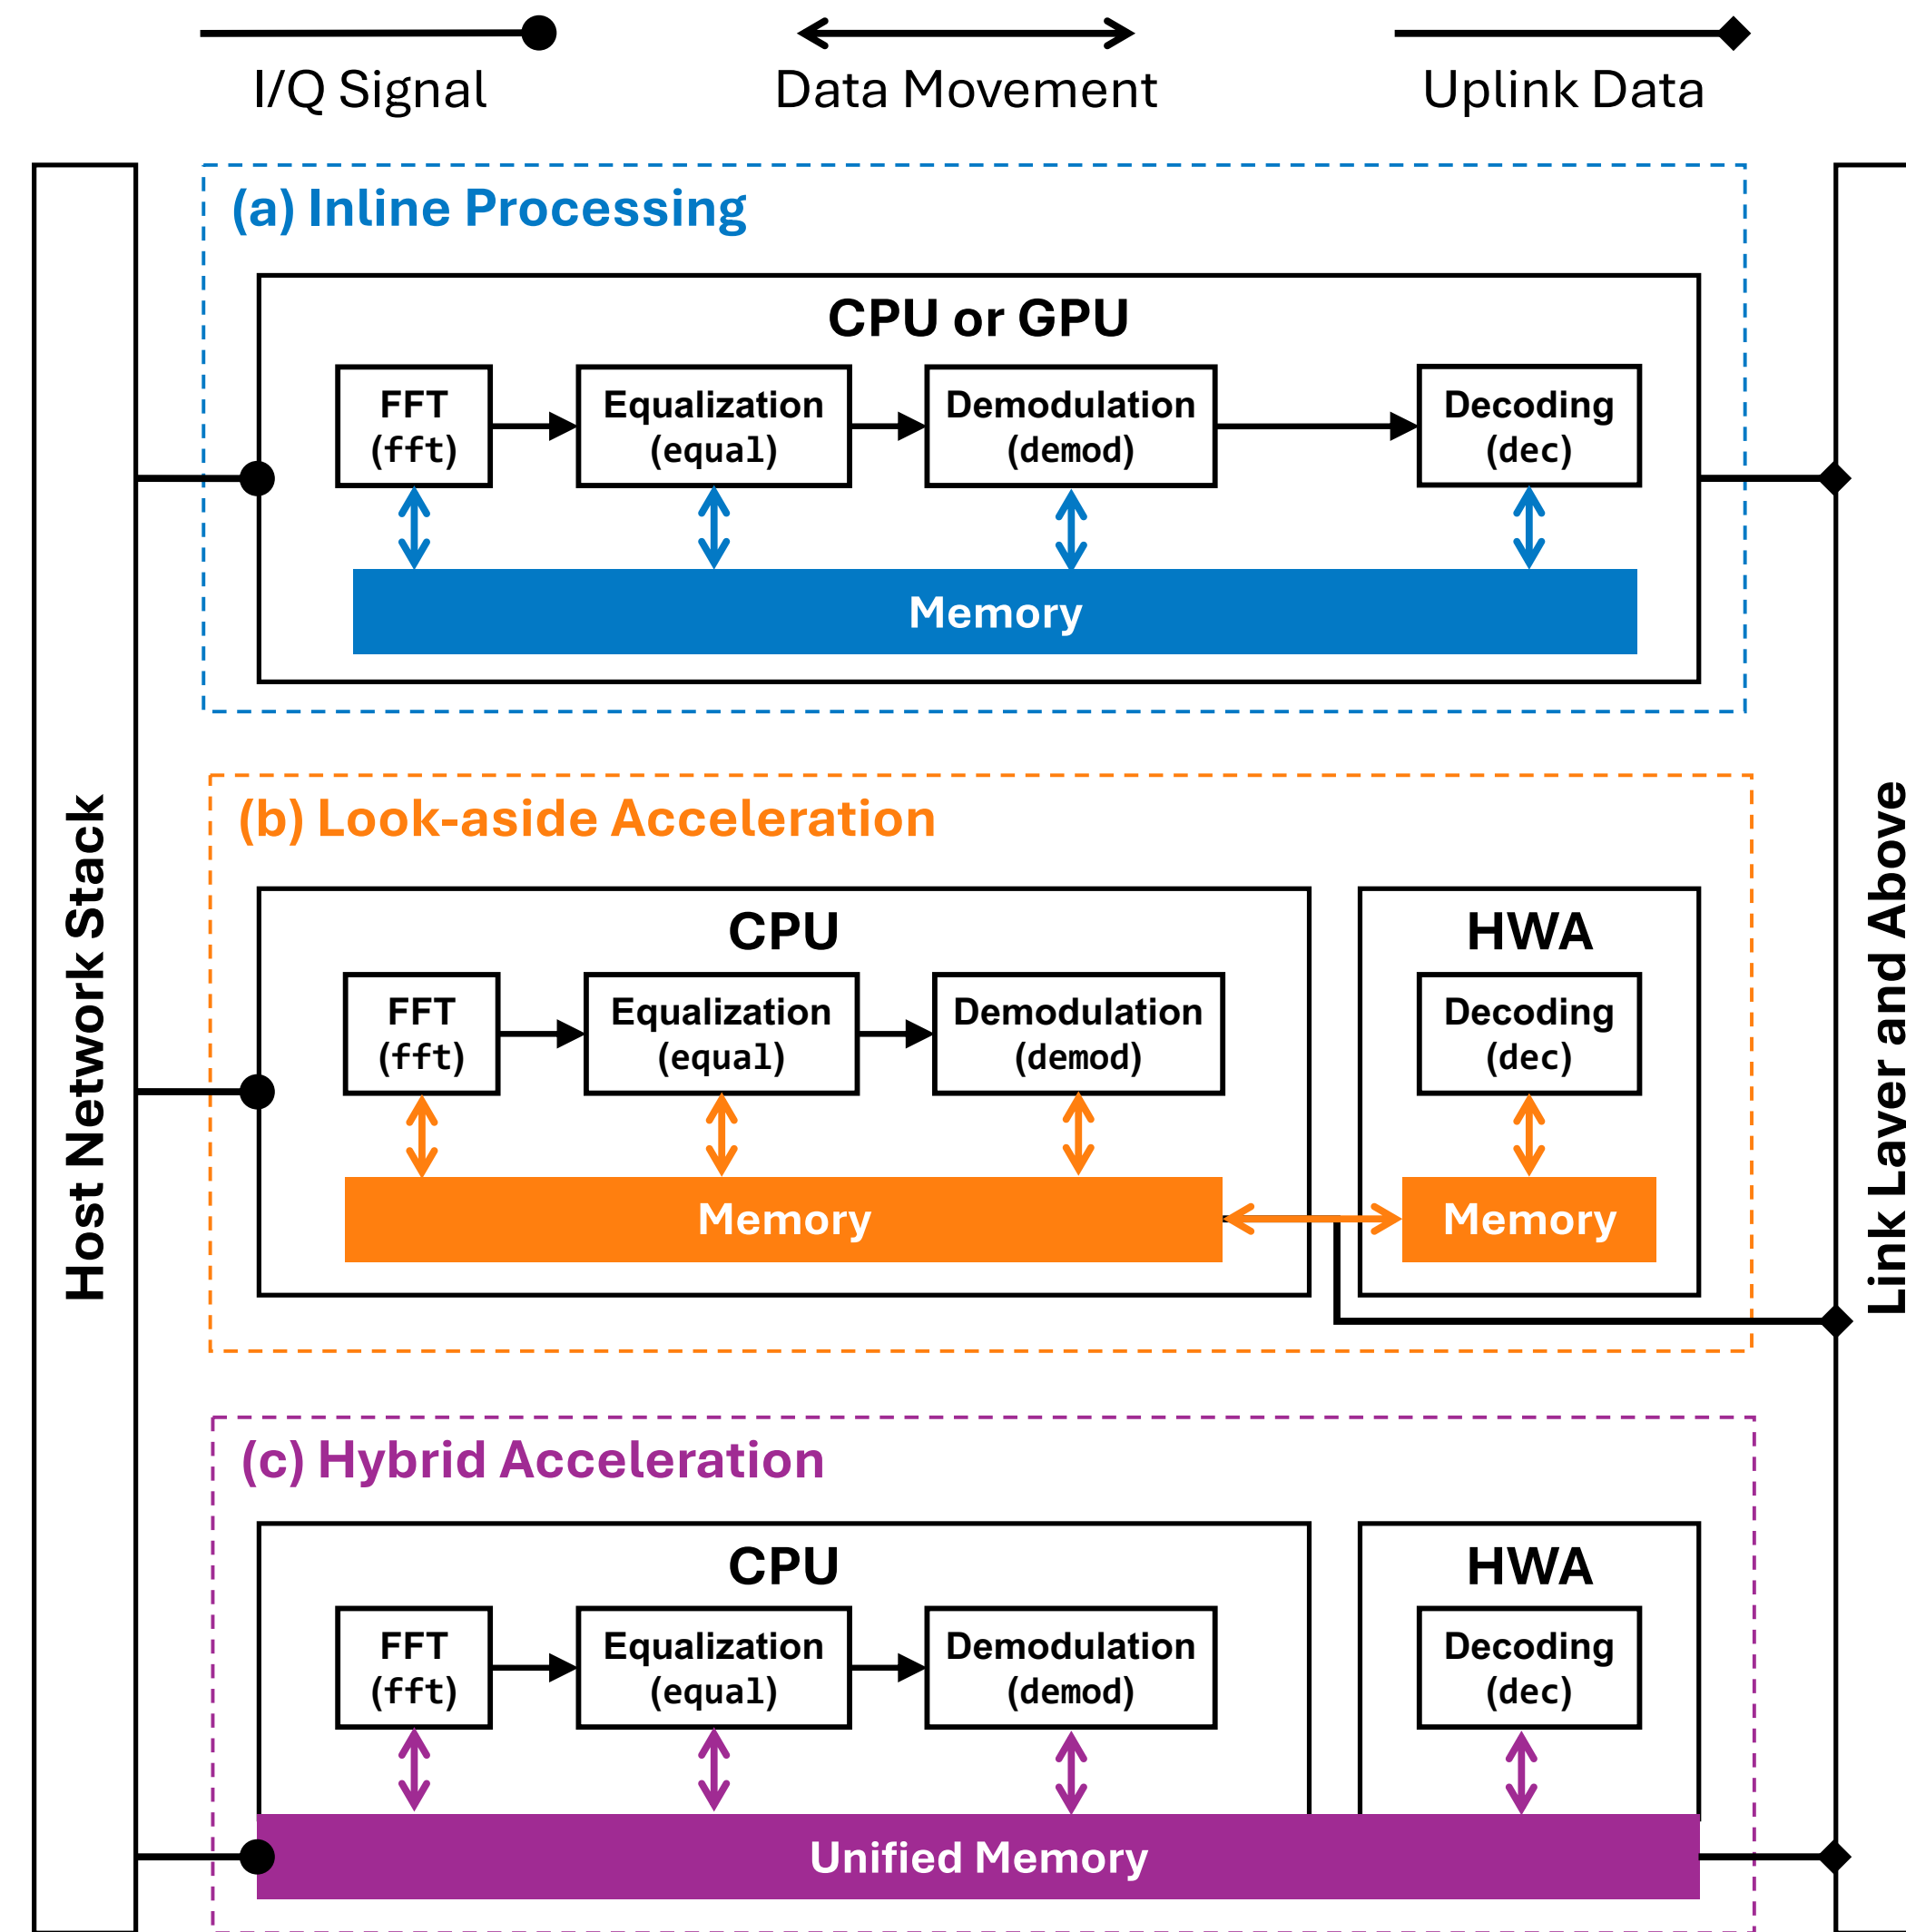 I/Q Signal
Data Movement
Uplink Data
Host Network Stack
Link Layer and Above
(a) Inline Processing
CPU or GPU
FFT
(fft)
Equalization
(equal)
Demodulation
(demod)
Decoding
(dec)
Memory
(b) Look-aside Acceleration
CPU
HWA
FFT
(fft)
Equalization
(equal)
Demodulation
(demod)
Decoding
(dec)
Memory
Memory
(c) Hybrid Acceleration
CPU
HWA
FFT
(fft)
Equalization
(equal)
Demodulation
(demod)
Decoding
(dec)
Unified Memory